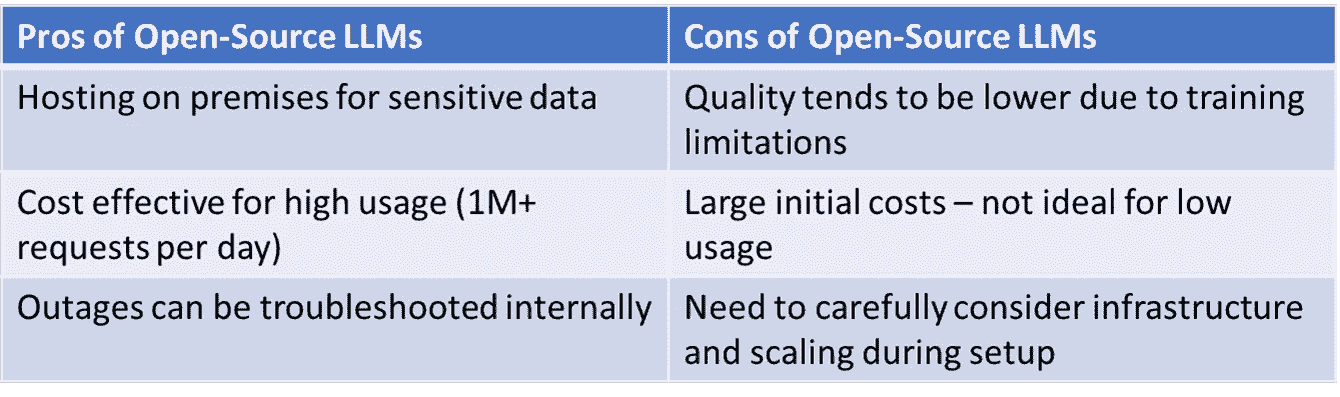 Pros of Open-Source LLMs
Cons of Open-Source LLMs
Hosting on premises for sensitive data
Quality tends to be lower due to training
limitations
Cost effective for high usage (1M+
requests per day)
Large initial costs – not ideal for low
usage
Outages can be troubleshooted internally
Need to carefully consider infrastructure
and scaling during setup